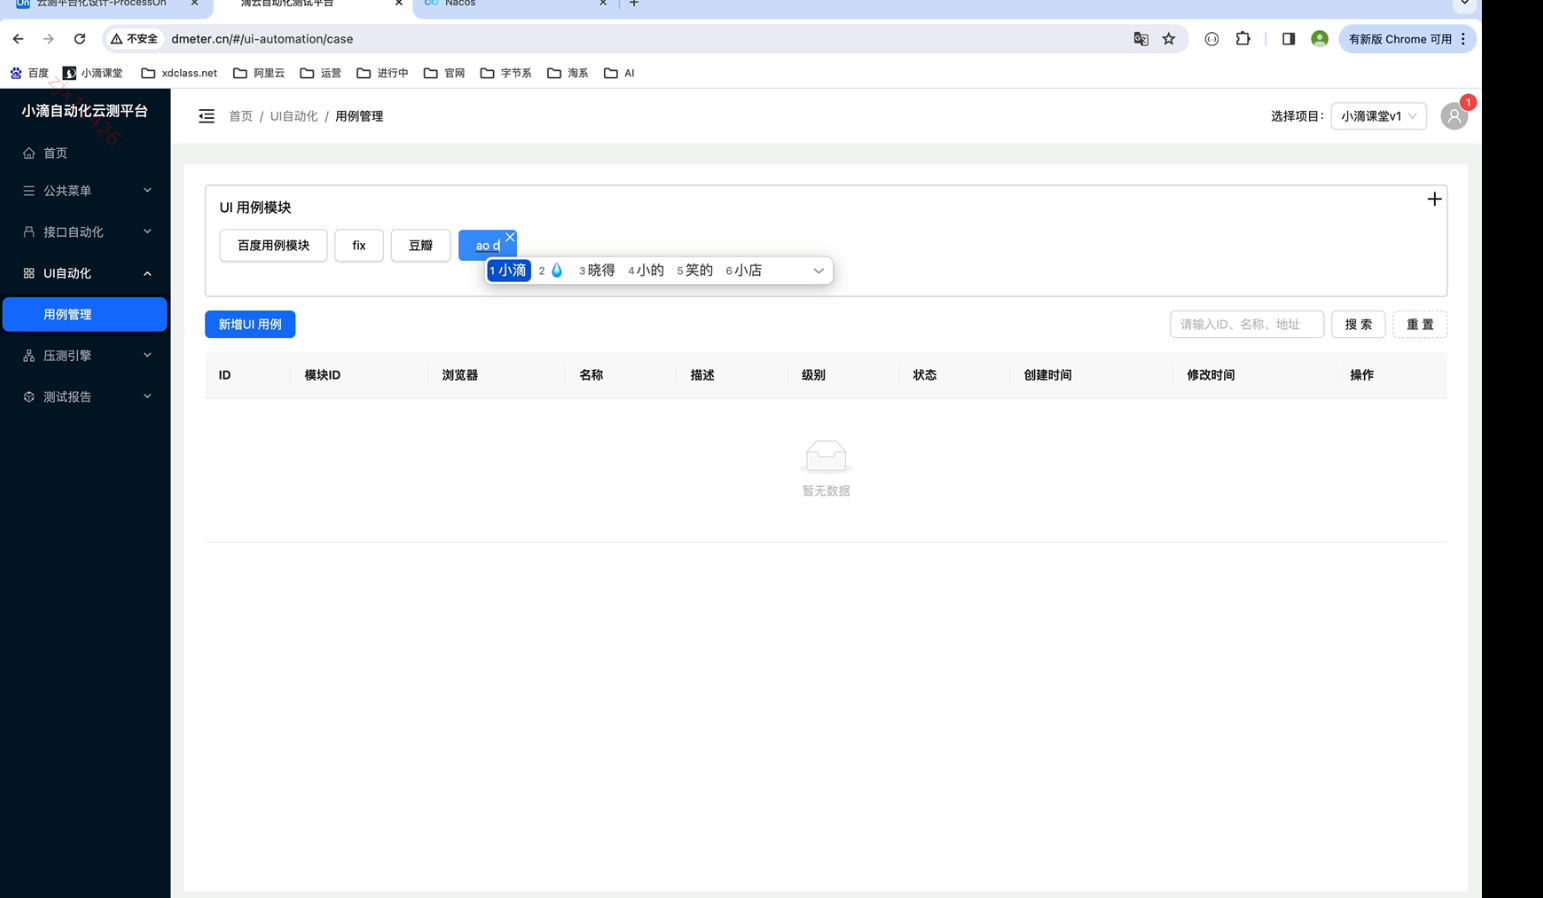 云测平台化设计-ProcessOn
滴云自动化测试平台
Nacos
不安全
dmeter.cn/#/ui-automation/case
有新版 Chrome 可用
百度
小滴课堂
xdclass.net
阿里云
运营
进行中
官网
字节系
淘系
AI
小滴自动化云测平台
首页 / UI自动化 / 用例管理
选择项目:
小滴课堂v1
1
首页
公共菜单
接口自动化
UI自动化
用例管理
压测引擎
测试报告
UI 用例模块
百度用例模块
fix
豆瓣
ao d
1 小滴
2 💧
3 晓得
4 小的
5 笑的
6 小店
新增UI 用例
请输入ID、名称、地址
搜 索
重 置
ID
模块ID
浏览器
名称
描述
级别
状态
创建时间
修改时间
操作
暂无数据